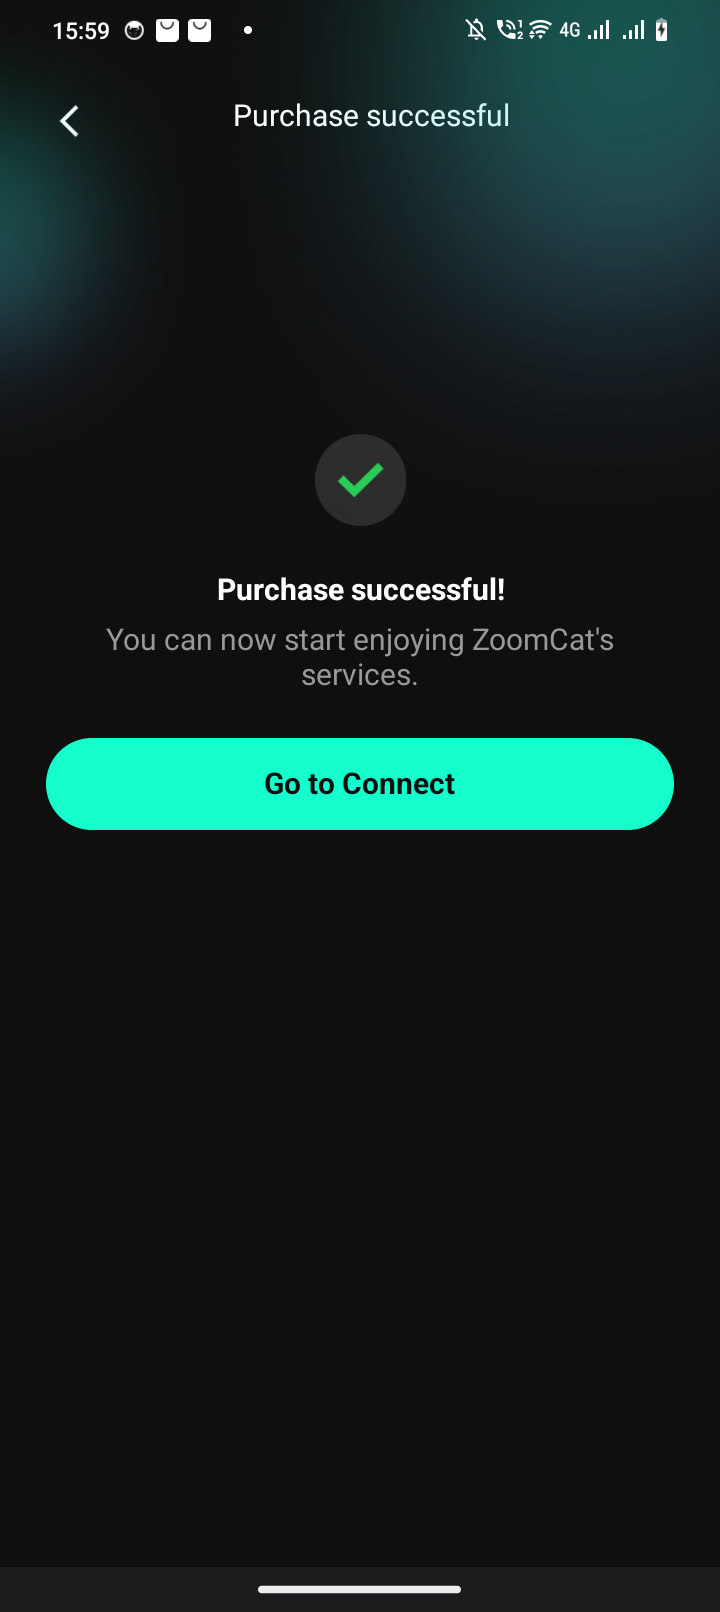 15:59
4G
Purchase successful
Purchase successful!
You can now start enjoying ZoomCat's
services.
Go to Connect